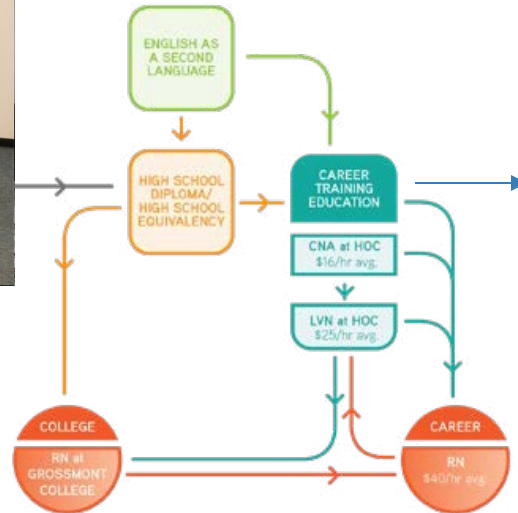 ENGLISH AS
A SECOND
LANGUAGE
HIGH SCHOOL
DIPLOMA/
HIGH SCHOOL
EQUIVALENCY
CAREER
TRAINING
EDUCATION
CNA at HOC
$16/hr avg.
LVN at HOC
$25/hr avg.
COLLEGE
RN at
GROSSMONT
COLLEGE
CAREER
RN
$40/hr avg.